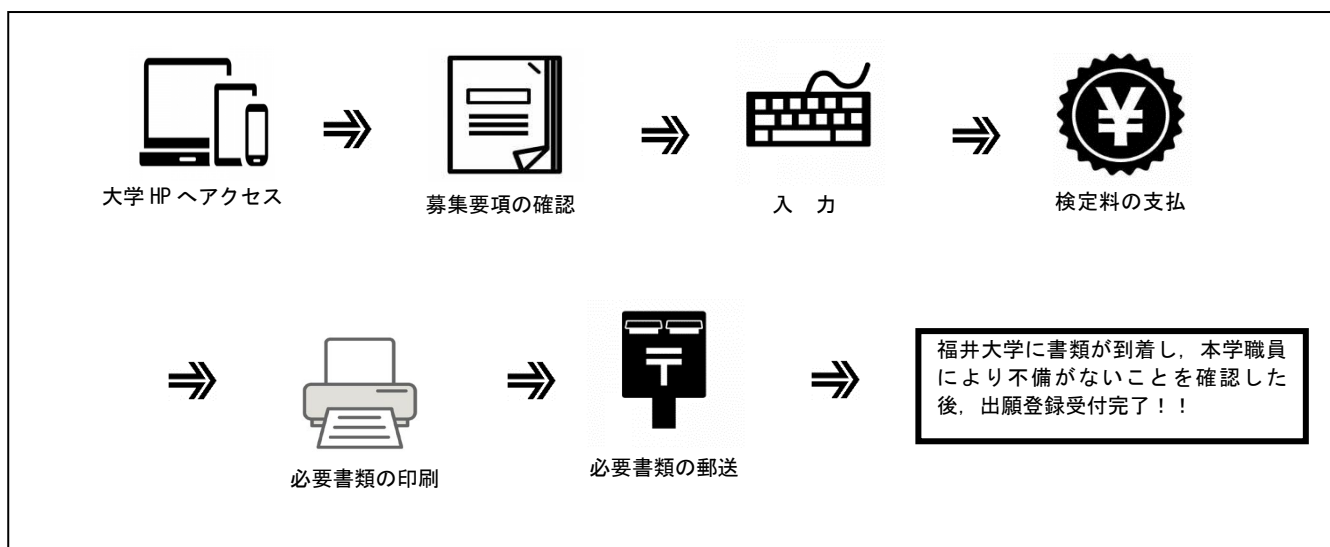 大学 HP へアクセス
募集要項の確認
入　力
検定料の支払
必要書類の印刷
必要書類の郵送
福井大学に書類が到着し，本学職員
により不備がないことを確認した
後，出願登録受付完了！！